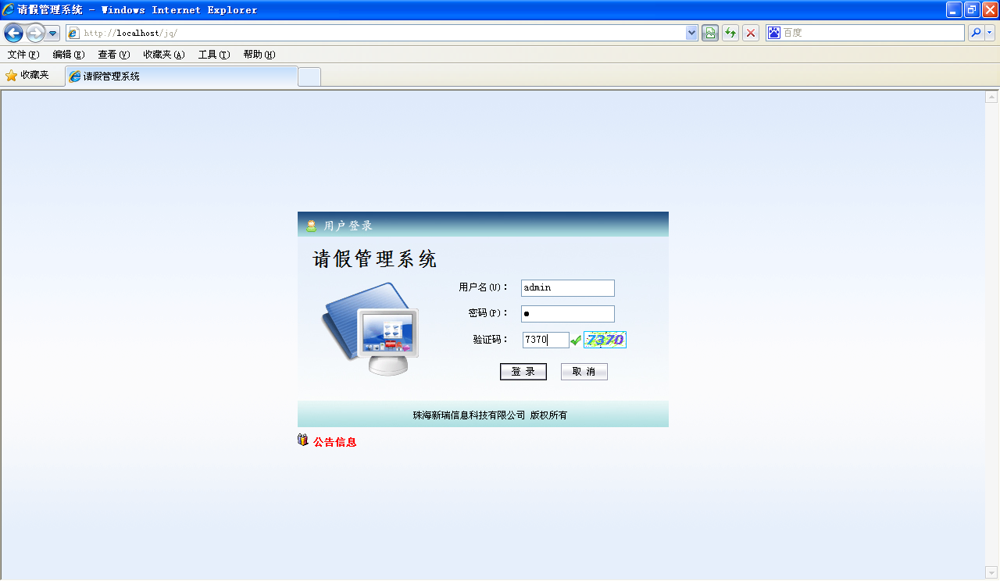 请假管理系统 - Windows Internet Explorer
http://localhost/jq/
百度
文件(F) 编辑(E) 查看(V) 收藏夹(A) 工具(T) 帮助(H)
收藏夹 请假管理系统
用户登录
请假管理系统
用户名(U)： admin
密码(P)： ●
验证码： 7370 7370
登 录 取 消
珠海新瑞信息科技有限公司 版权所有
公告信息